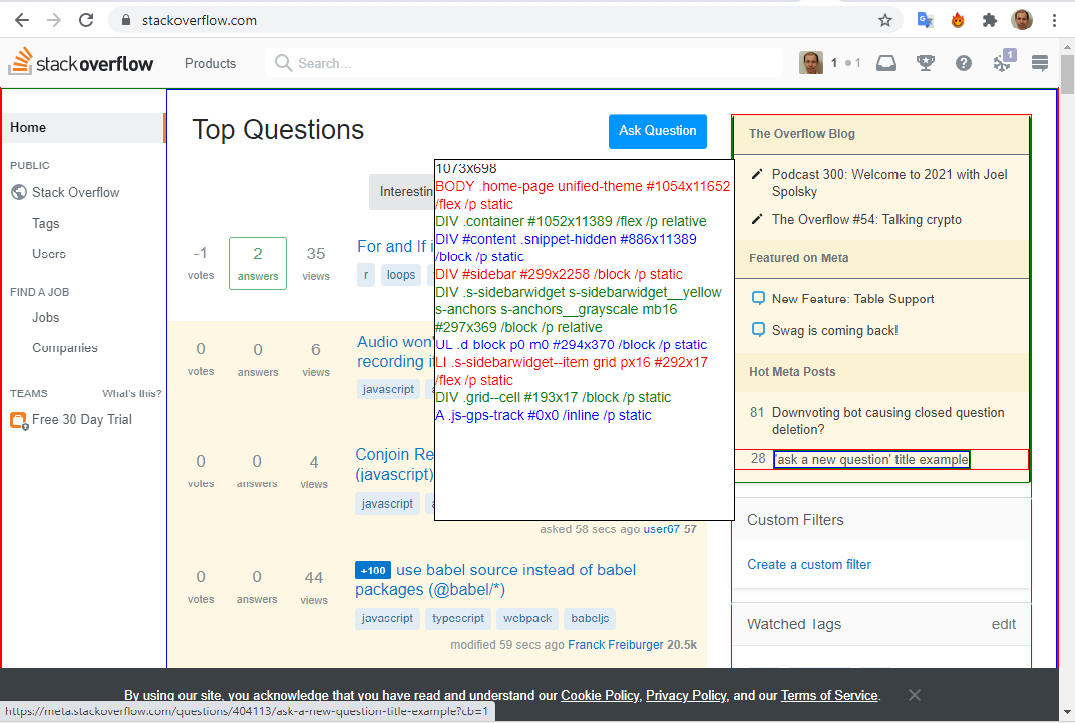 stackoverflow.com
stack overflow
Products
Search...
1 1
1
Home
PUBLIC
Stack Overflow
Tags
Users
FIND A JOB
Jobs
Companies
TEAMS
What's this?
Free 30 Day Trial
Top Questions
Ask Question
-1
votes
2
answers
35
views
For and If i
r loops
0
votes
0
answers
6
views
Audio won'
recording i
javascript
0
votes
0
answers
4
views
Conjoin Re
(javascript)
javascript
asked 58 secs ago user67 57
0
votes
0
answers
44
views
+100 use babel source instead of babel
packages (@babel/*)
javascript typescript webpack babeljs
modified 59 secs ago Franck Freiburger 20.5k
1073x698
BODY .home-page unified-theme #1054x11652
/flex /p static
DIV .container #1052x11389 /flex /p relative
DIV #content .snippet-hidden #886x11389
/block /p static
DIV #sidebar #299x2258 /block /p static
DIV .s-sidebarwidget s-sidebarwidget__yellow
s-anchors s-anchors__grayscale mb16
#297x369 /block /p relative
UL .d block p0 m0 #294x370 /block /p static
LI .s-sidebarwidget--item grid px16 #292x17
/flex /p static
DIV .grid--cell #193x17 /block /p static
A .js-gps-track #0x0 /inline /p static
The Overflow Blog
Podcast 300: Welcome to 2021 with Joel
Spolsky
The Overflow #54: Talking crypto
Featured on Meta
New Feature: Table Support
Swag is coming back!
Hot Meta Posts
81 Downvoting bot causing closed question
deletion?
28 'ask a new question' title example
Custom Filters
Create a custom filter
Watched Tags
edit
By using our site, you acknowledge that you have read and understand our Cookie Policy, Privacy Policy, and our Terms of Service.
https://meta.stackoverflow.com/questions/404113/ask-a-new-question-title-example?cb=1